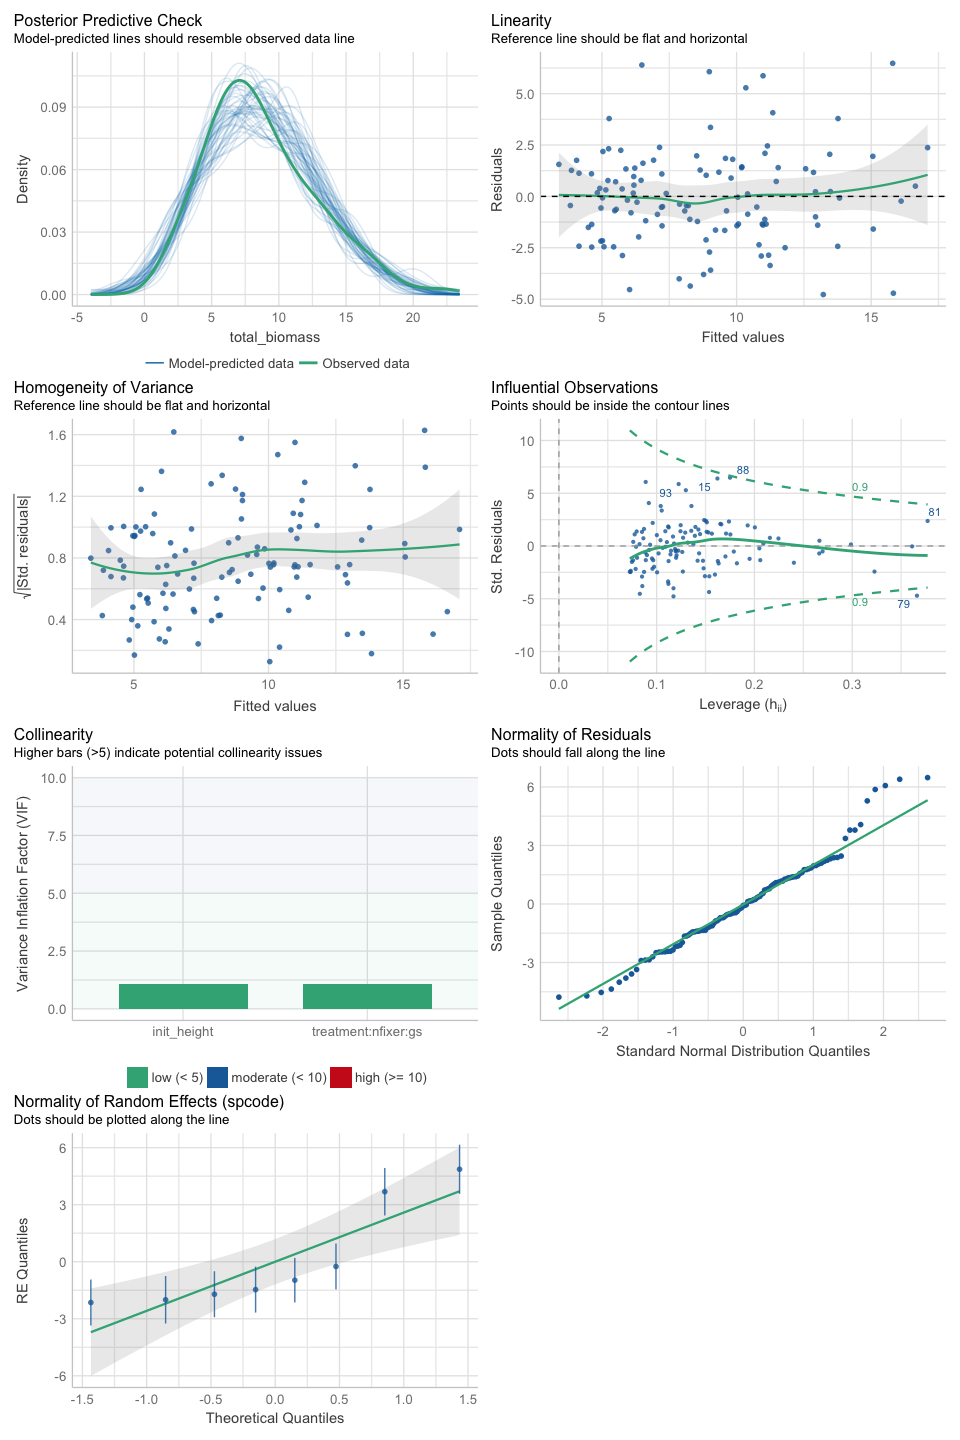 Posterior Predictive Check
Model-predicted lines should resemble observed data line
0.09
0.06
0.03
0.00
Density
-5 0 5 10 15 20
total_biomass
Model-predicted data Observed data
Linearity
Reference line should be flat and horizontal
5.0
2.5
0.0
-2.5
-5.0
Residuals
5 10 15
Fitted values
Homogeneity of Variance
Reference line should be flat and horizontal
1.6
1.2
0.8
0.4
√|Std. residuals|
5 10 15
Fitted values
Influential Observations
Points should be inside the contour lines
10
5
0
-5
-10
Std. Residuals
88
93
15
0.9
81
0.9
79
0.0 0.1 0.2 0.3
Leverage (hii)
Collinearity
Higher bars (>5) indicate potential collinearity issues
10.0
7.5
5.0
2.5
0.0
Variance Inflation Factor (VIF)
init_height treatment:nfixer:gs
low (< 5) moderate (< 10) high (>= 10)
Normality of Residuals
Dots should fall along the line
6
3
0
-3
Sample Quantiles
-2 -1 0 1 2
Standard Normal Distribution Quantiles
Normality of Random Effects (spcode)
Dots should be plotted along the line
6
3
0
-3
-6
RE Quantiles
-1.5 -1.0 -0.5 0.0 0.5 1.0 1.5
Theoretical Quantiles